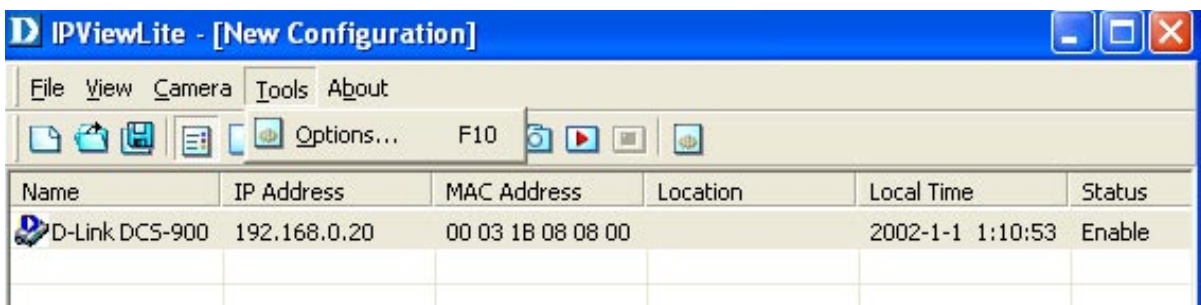 D IPViewLite - [New Configuration]
File View Camera Tools About
Options... F10
Name IP Address MAC Address Location Local Time Status
D-Link DCS-900 192.168.0.20 00 03 1B 08 08 00 2002-1-1 1:10:53 Enable